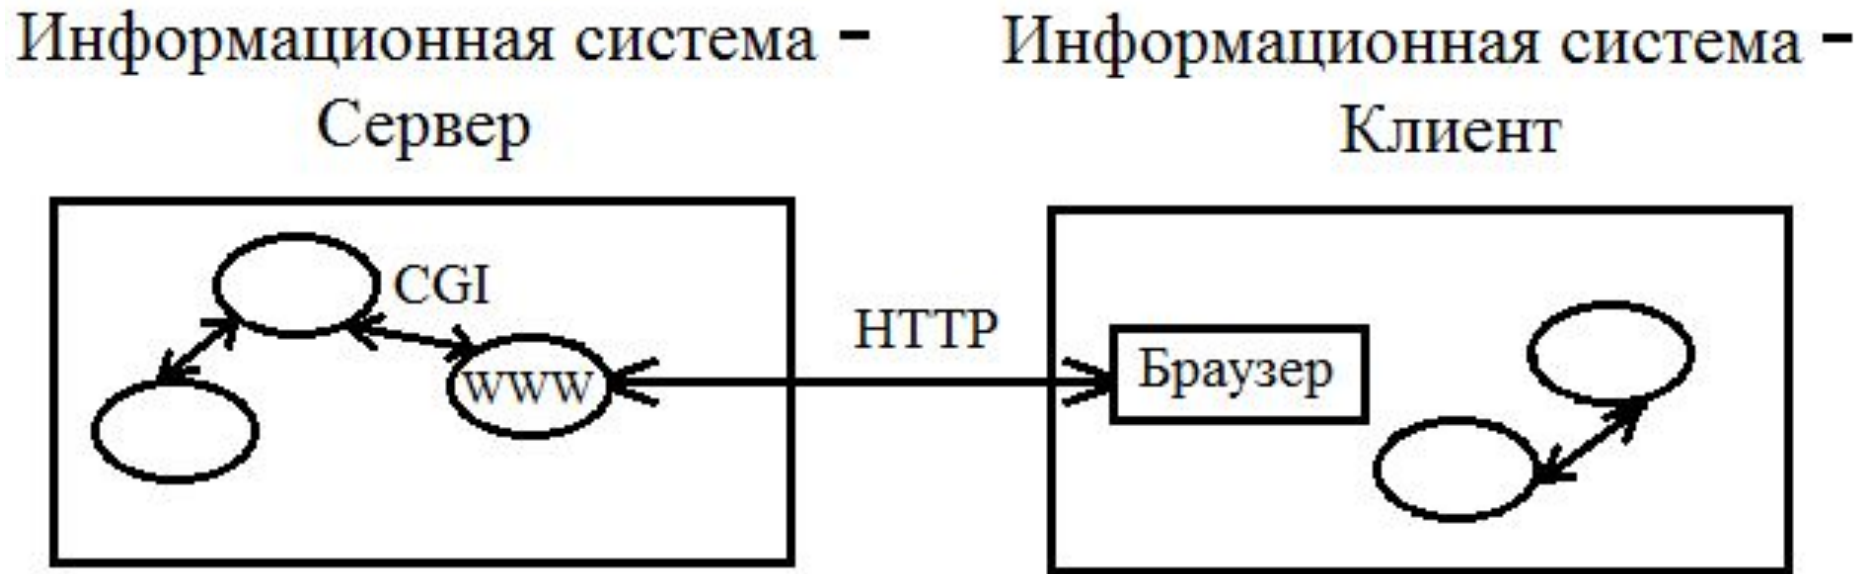 Информационная система -
Сервер
Информационная система -
Клиент
CGI
WWW
HTTP
Браузер